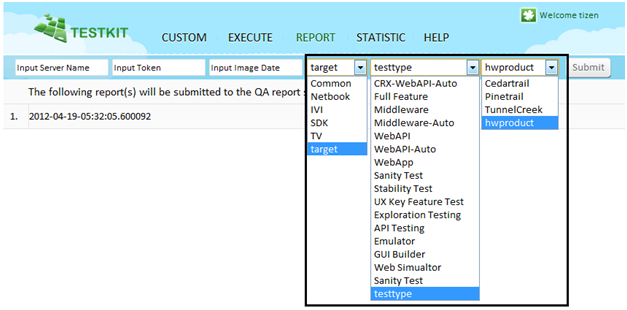 Welcome tizen
TESTKIT
CUSTOM EXECUTE REPORT STATISTIC HELP
Input Server Name Input Token Input Image Date target testtype hwproduct Submit
The following report(s) will be submitted to the QA report
1. 2012-04-19-05:32:05.600092
Common
Netbook
IVI
SDK
TV
target
CRX-WebAPI-Auto
Full Feature
Middleware
Middleware-Auto
WebAPI
WebAPI-Auto
WebApp
Sanity Test
Stability Test
UX Key Feature Test
Exploration Testing
API Testing
Emulator
GUI Builder
Web Simualtor
Sanity Test
testtype
Cedartrail
Pinetrail
TunnelCreek
hwproduct